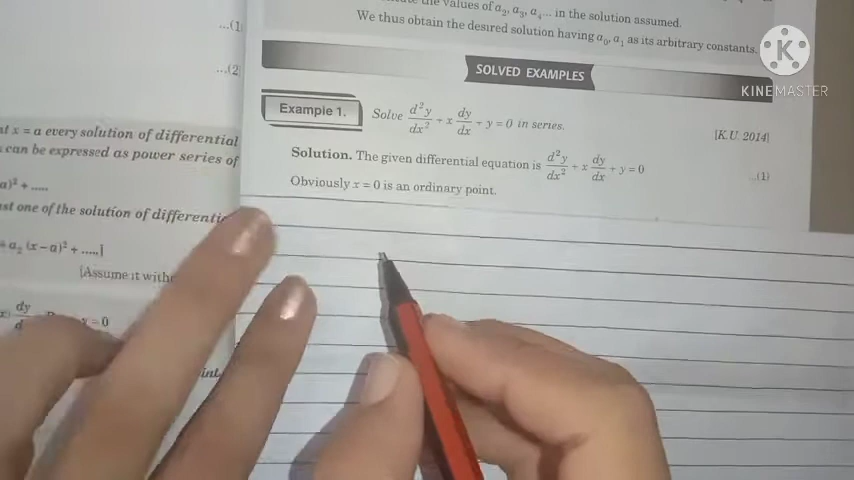 the values of a₂, a₃, a₄... in the solution assumed.
We thus obtain the desired solution having a₀, a₁ as its arbitrary constants.
KINEMASTER
SOLVED EXAMPLES
Example 1. Solve d²y/dx² + x dy/dx + y = 0 in series.
[K.U. 2014]
Solution. The given differential equation is d²y/dx² + x dy/dx + y = 0 ...(1)
Obviously x = 0 is an ordinary point.
...(1
...(2
x = a every solution of differential
can be expressed as power series of
a)² + .....
one of the solution of differenti
+ a₂ (x – a)² + .....]
[Assume it with
dy
= 0